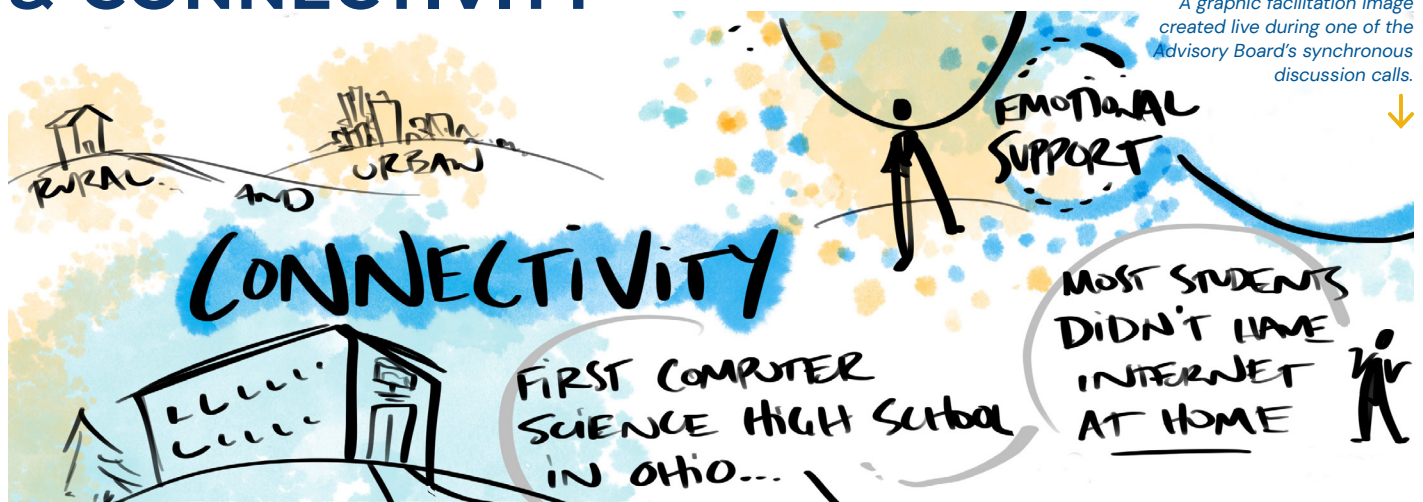 & CONNECTIVITY
A graphic facilitation image
created live during one of the
Advisory Board's synchronous
discussion calls.
RURAL...
AND
URBAN
EMOTIONAL
SUPPORT
CONNECTIViTY
FiRST COMPUTER
SCiENCE HiGH SCHOOL
iN OHiO...
MOST STUDENTS
DiDN'T HAVE
INTERNET
AT HOME